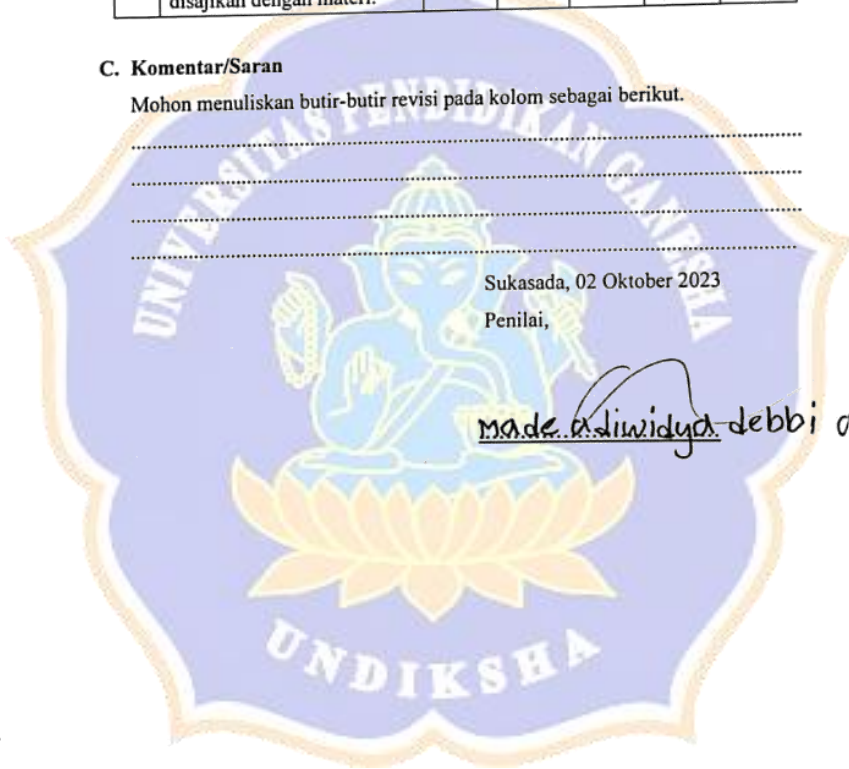 disajikan dengan materi.
C. Komentar/Saran
Mohon menuliskan butir-butir revisi pada kolom sebagai berikut.
UNIVERSITAS PENDIDIKAN GANESHA
Sukasada, 02 Oktober 2023
Penilai,
made adiwidya debbi
UNDIKSHA